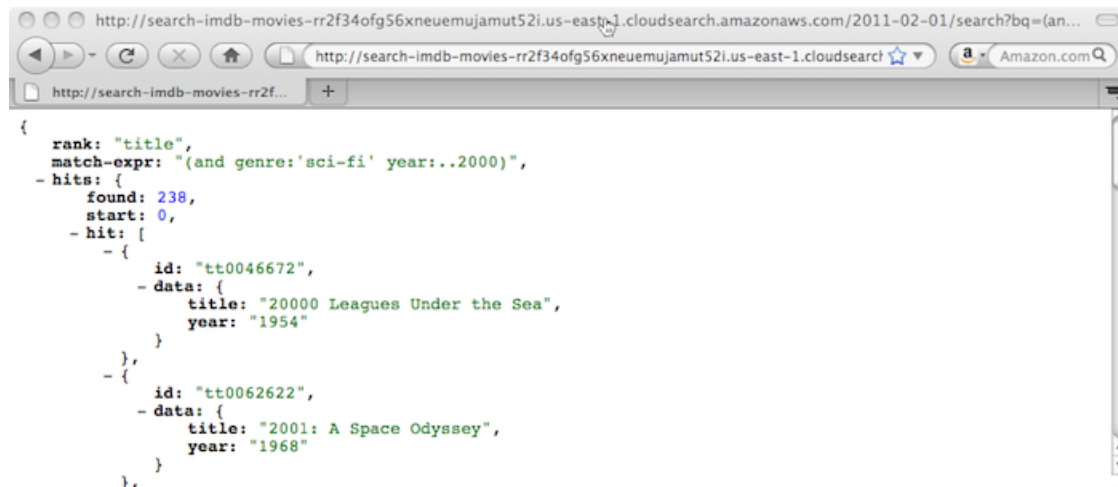 http://search-imdb-movies-rr2f34ofg56xneuemujamut52i.us-east-1.cloudsearch.amazonaws.com/2011-02-01/search?bq=(an...
http://search-imdb-movies-rr2f34ofg56xneuemujamut52i.us-east-1.cloudsearch
Amazon.com
http://search-imdb-movies-rr2f... +
{
rank: "title",
match-expr: "(and genre:'sci-fi' year:..2000)",
- hits: {
found: 238,
start: 0,
- hit: [
- {
id: "tt0046672",
- data: {
title: "20000 Leagues Under the Sea",
year: "1954"
}
},
- {
id: "tt0062622",
- data: {
title: "2001: A Space Odyssey",
year: "1968"
}
},